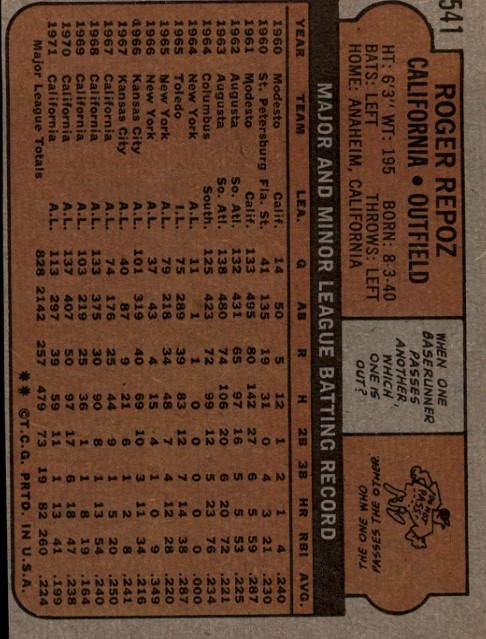 541
ROGER REPOZ
CALIFORNIA • OUTFIELD
HT: 6'3" WT: 195 BORN: 8-3-40
BATS: LEFT THROWS: LEFT
HOME: ANAHEIM, CALIFORNIA
WHEN ONE
BASERUNNER
PASSES
ANOTHER,
WHICH
ONE IS
OUT?
THE ONE WHO
PASSES THE OTHER.
I'M
PASSING
MAJOR AND MINOR LEAGUE BATTING RECORD
YEAR TEAM LEA. G AB R H 2B 3B HR RBI AVG.
1960 Modesto Calif. 14 50 5 12 1 2 1 4 .240
1960 St. Petersburg Fla. St. 41 135 19 31 0 1 3 21 .230
1961 Modesto Calif. 133 495 80 142 27 6 5 53 .287
1962 Augusta So. Atl. 132 431 65 97 16 5 5 53 .225
1963 Augusta So. Atl. 138 480 74 106 20 6 20 72 .221
1964 Columbus South. 125 423 72 99 12 5 23 76 .234
1964 New York A.L. 11 1 1 0 0 0 0 0 .000
1965 Toledo I.L. 75 289 39 83 12 7 14 38 .287
1965 New York A.L. 79 218 34 48 7 4 12 28 .220
1966 New York A.L. 37 43 4 15 4 1 0 9 .349
1966 Kansas City A.L. 101 319 40 69 10 3 11 34 .216
1967 Kansas City A.L. 40 87 9 21 6 1 2 8 .241
1967 California A.L. 74 176 25 44 9 1 5 20 .250
1968 California A.L. 133 375 30 90 8 1 13 54 .240
1969 California A.L. 103 219 25 36 1 1 8 19 .164
1970 California A.L. 137 407 50 97 17 6 18 47 .238
1971 California A.L. 113 297 39 59 11 1 13 41 .199
Major League Totals 828 2142 257 479 73 19 82 260 .224
** ©T.C.G. PRTD. IN U.S.A.